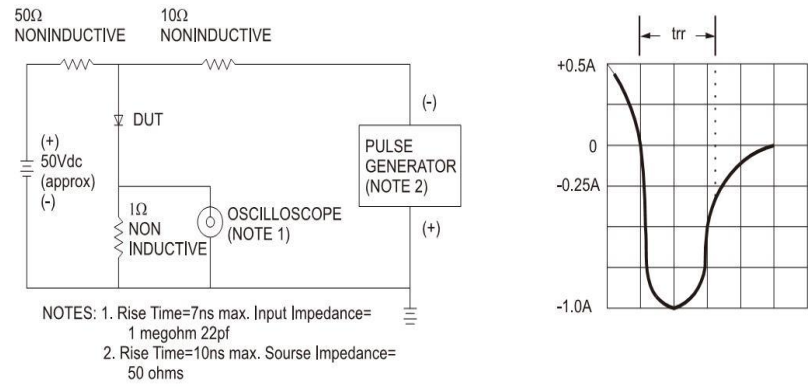 50Ω
NONINDUCTIVE
10Ω
NONINDUCTIVE
DUT
(+)
50Vdc
(approx)
(-)
1Ω
NON
INDUCTIVE
OSCILLOSCOPE
(NOTE 1)
(-)
PULSE
GENERATOR
(NOTE 2)
(+)
NOTES: 1. Rise Time=7ns max. Input Impedance=
1 megohm 22pf
2. Rise Time=10ns max. Sourse Impedance=
50 ohms
trr
+0.5A
0
-0.25A
-1.0A